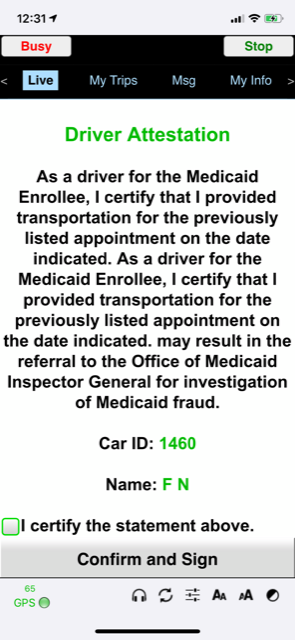 12:31
Busy
Stop
< Live My Trips Msg My Info >
Driver Attestation
As a driver for the Medicaid
Enrollee, I certify that I provided
transportation for the previously
listed appointment on the date
indicated. As a driver for the
Medicaid Enrollee, I certify that I
provided transportation for the
previously listed appointment on
the date indicated. may result in the
referral to the Office of Medicaid
Inspector General for investigation
of Medicaid fraud.
Car ID: 1460
Name: F N
I certify the statement above.
Confirm and Sign
65
GPS
AA AA